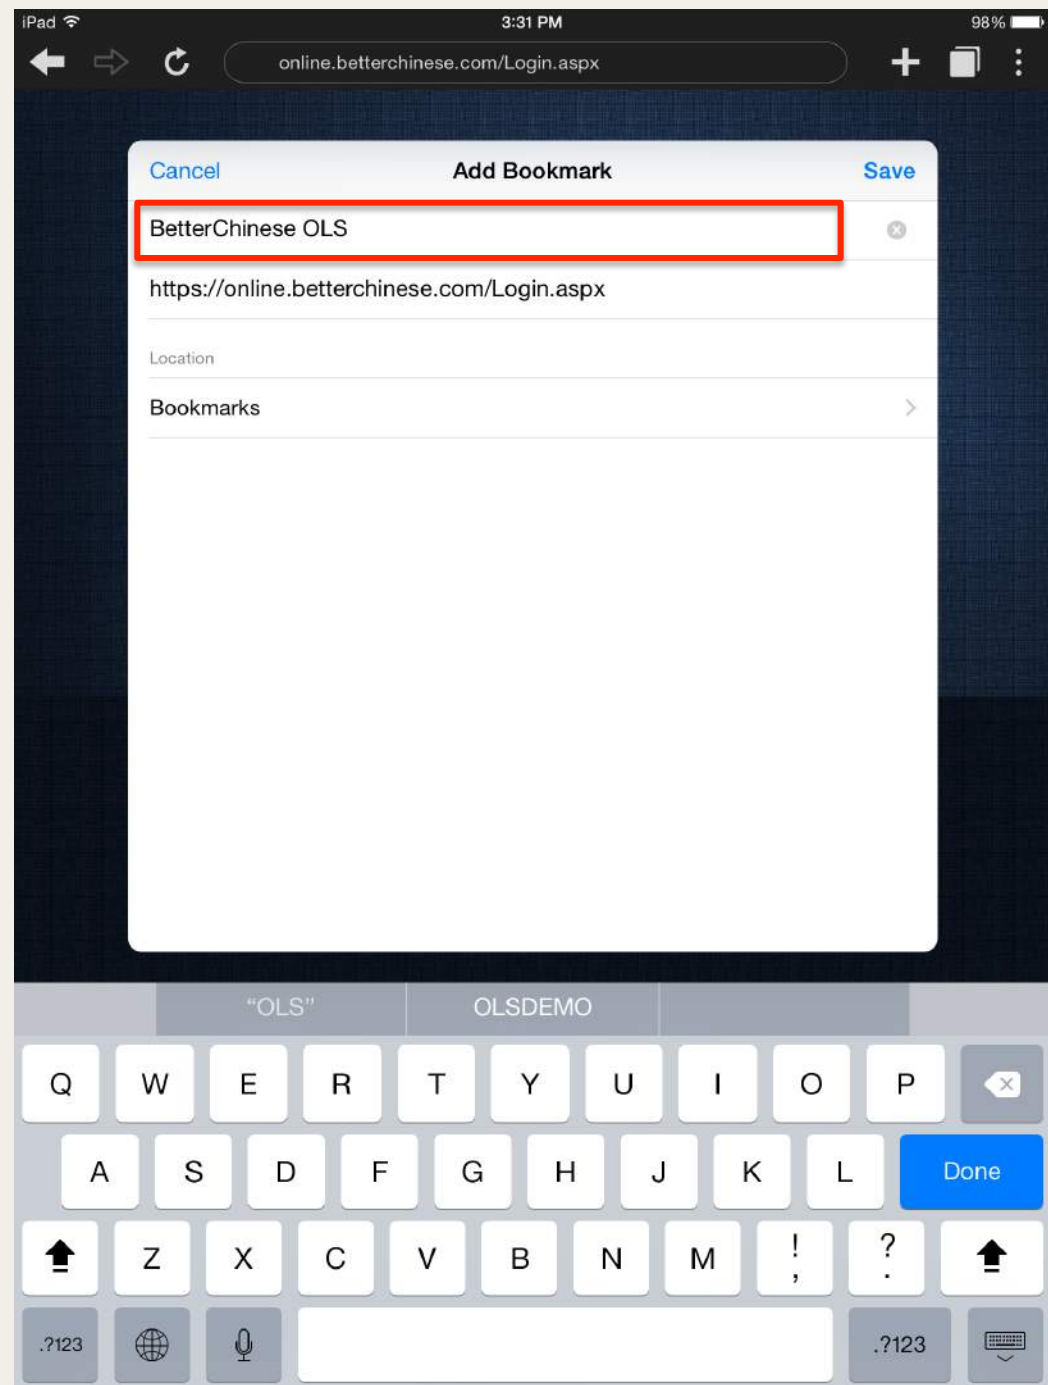 iPad 3:31 PM 98%
online.betterchinese.com/Login.aspx
Cancel Add Bookmark Save
BetterChinese OLS
https://online.betterchinese.com/Login.aspx
Location
Bookmarks
“OLS” OLSDEMO
Q W E R T Y U I O P
A S D F G H J K L Done
Z X C V B N M ! , ? .
.?123 .?123